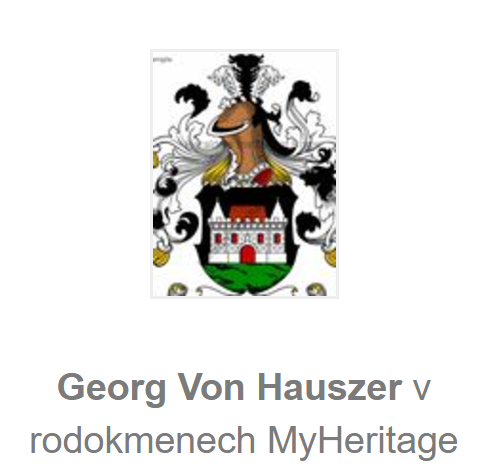 Georg Von Hauszer v
rodokmenech MyHeritage